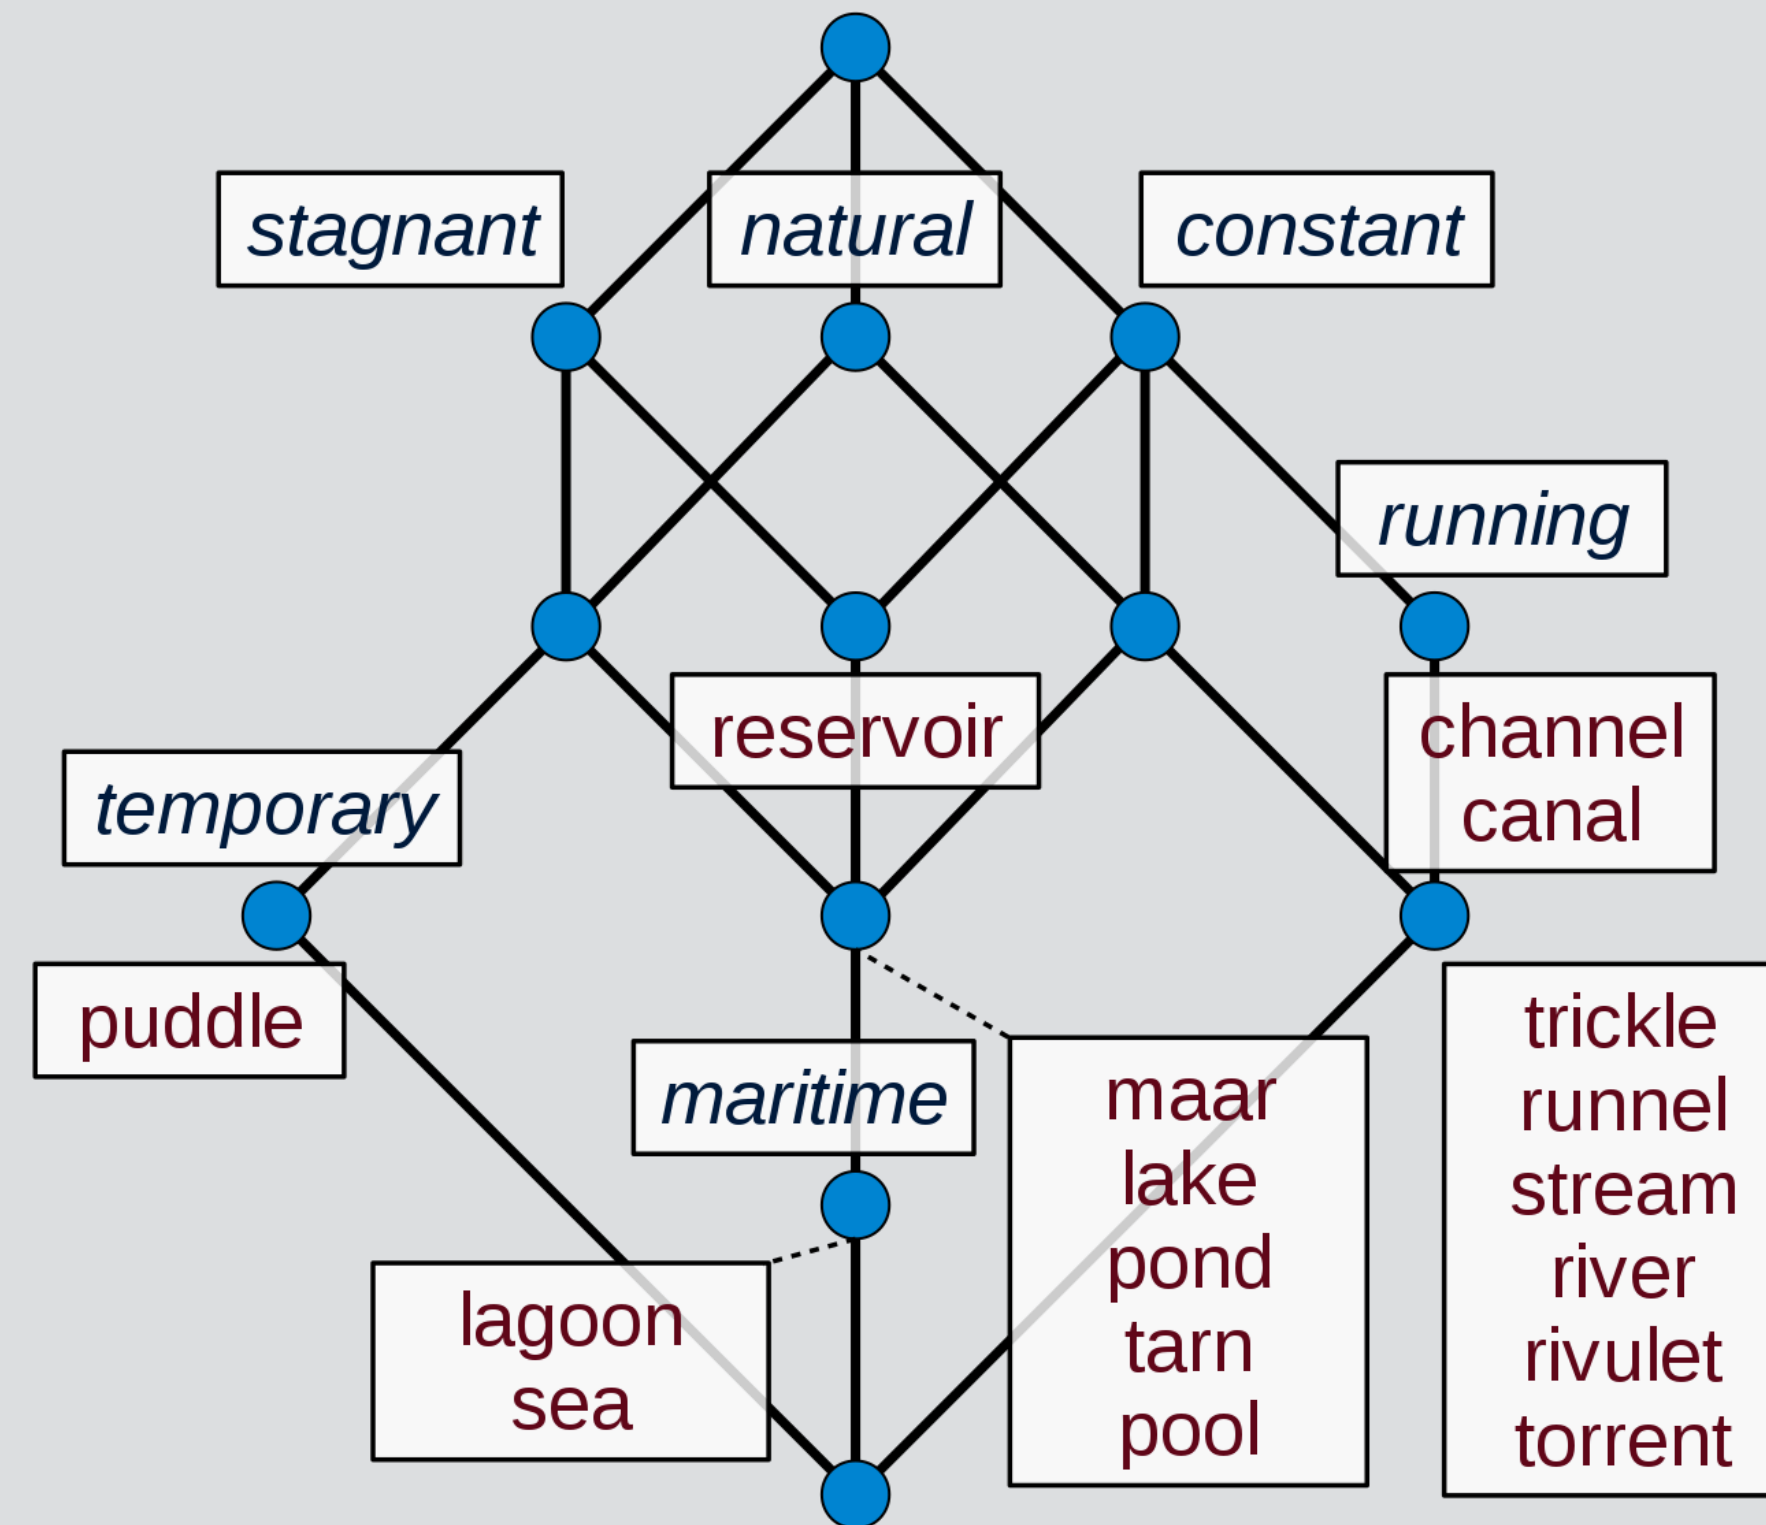 stagnant
natural
constant
running
reservoir
channel
canal
temporary
puddle
maritime
maar
lake
pond
tarn
pool
trickle
runnel
stream
river
rivulet
torrent
lagoon
sea